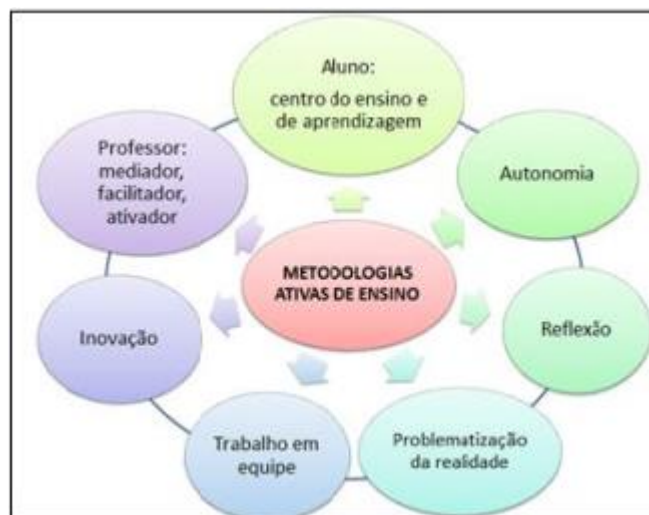 Aluno:
centro do ensino e
de aprendizagem
Autonomia
Reflexão
Problematização
da realidade
Trabalho em
equipe
Inovação
Professor:
mediador,
facilitador,
ativador
METODOLOGIAS
ATIVAS DE ENSINO